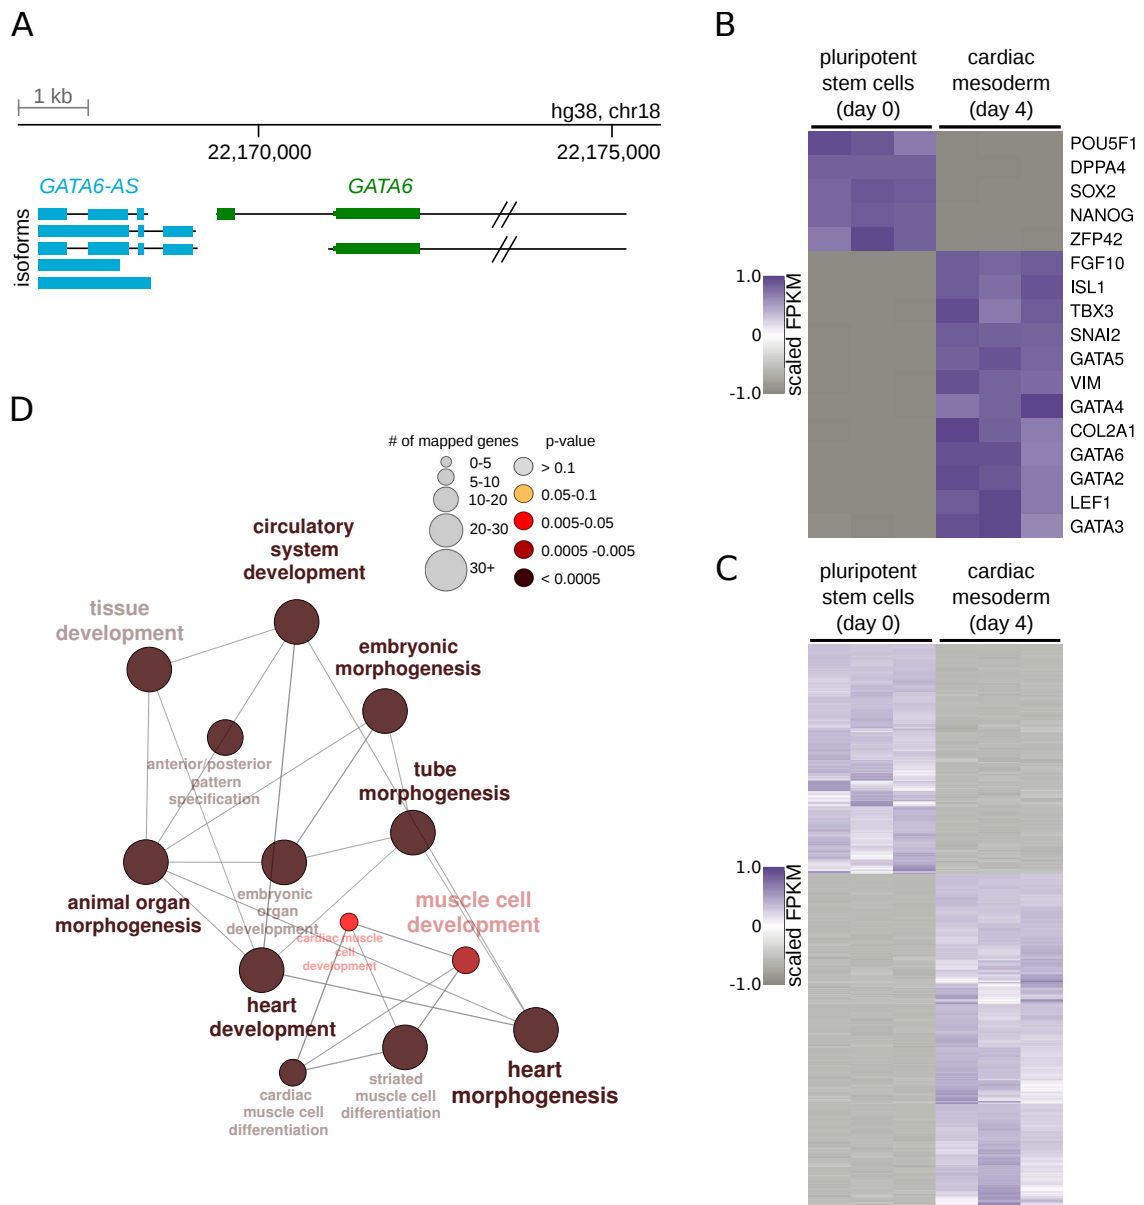 A
1 kb
hg38, chr18
22,170,000
22,175,000
GATA6-AS
GATA6
isoforms
B
pluripotent
stem cells
(day 0)
cardiac
mesoderm
(day 4)
POU5F1
DPPA4
SOX2
NANOG
ZFP42
FGF10
ISL1
TBX3
SNAI2
GATA5
VIM
GATA4
COL2A1
GATA6
GATA2
LEF1
GATA3
1.0
0
-1.0
scaled FPKM
C
pluripotent
stem cells
(day 0)
cardiac
mesoderm
(day 4)
1.0
0
-1.0
scaled FPKM
D
# of mapped genes
0-5
5-10
10-20
20-30
30+
p-value
> 0.1
0.05-0.1
0.005-0.05
0.0005 -0.005
< 0.0005
circulatory
system
development
tissue
development
embryonic
morphogenesis
anterior/posterior
pattern
specification
tube
morphogenesis
animal organ
morphogenesis
embryonic
organ
development
muscle cell
development
cardiac muscle
cell
development
heart
development
heart
morphogenesis
cardiac
muscle cell
differentiation
striated
muscle cell
differentiation